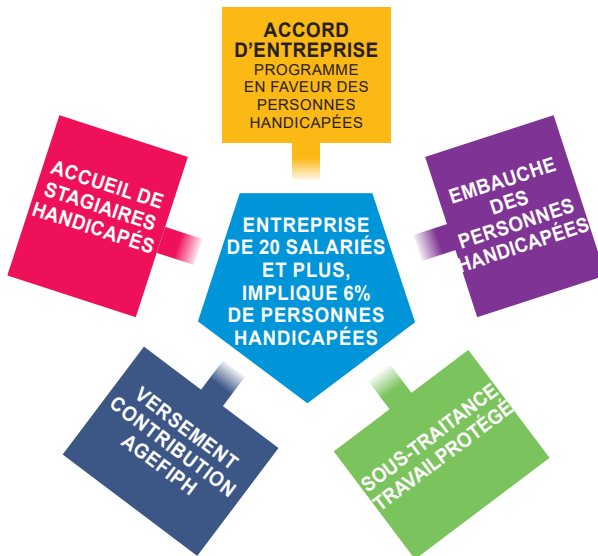 ACCORD
D'ENTREPRISE
PROGRAMME
EN FAVEUR DES
PERSONNES
HANDICAPÉES
ACCUEIL DE
STAGIAIRES
HANDICAPÉS
EMBAUCHE
DES
PERSONNES
HANDICAPÉES
ENTREPRISE
DE 20 SALARIÉS
ET PLUS,
IMPLIQUE 6%
DE PERSONNES
HANDICAPÉES
VERSEMENT
CONTRIBUTION
AGEFIPH
SOUS-TRAITANCE
TRAVAILPROTÉGÉ